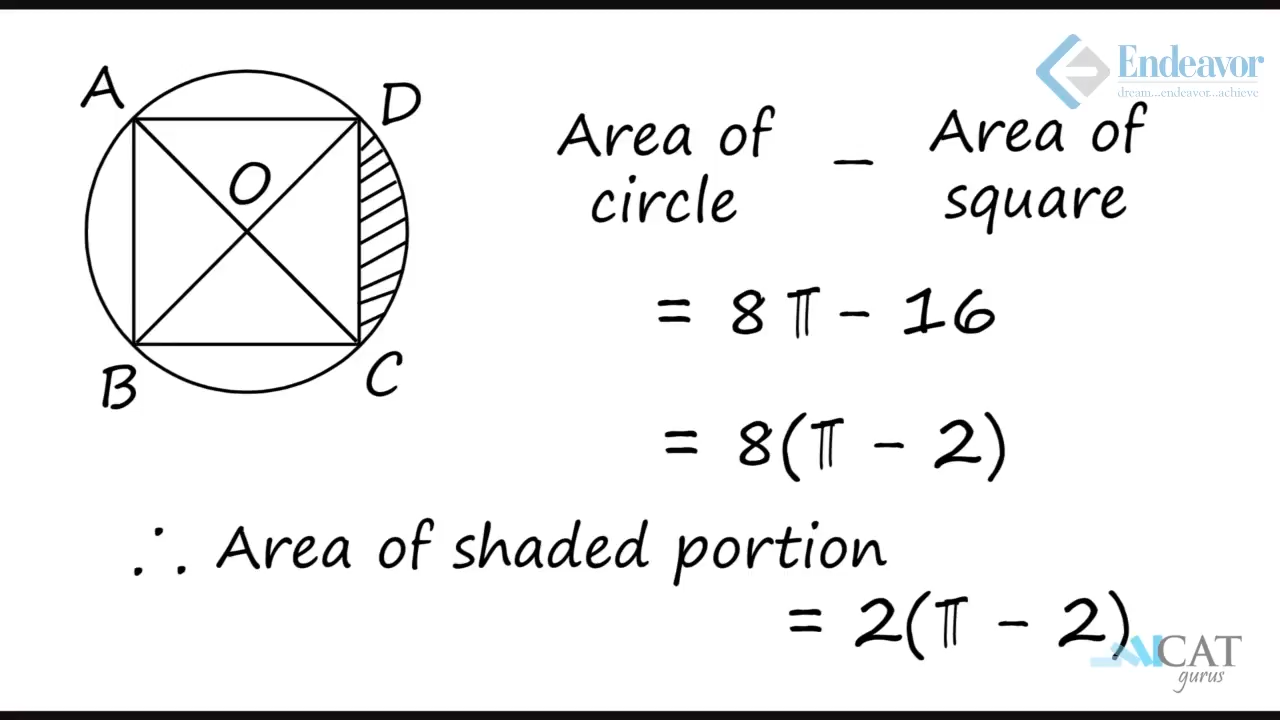 Endeavor
dream...endeavor...achieve
A
D
O
B
C
Area of circle − Area of square
= 8π − 16
= 8(π − 2)
∴ Area of shaded portion
= 2(π − 2)
CAT
gurus